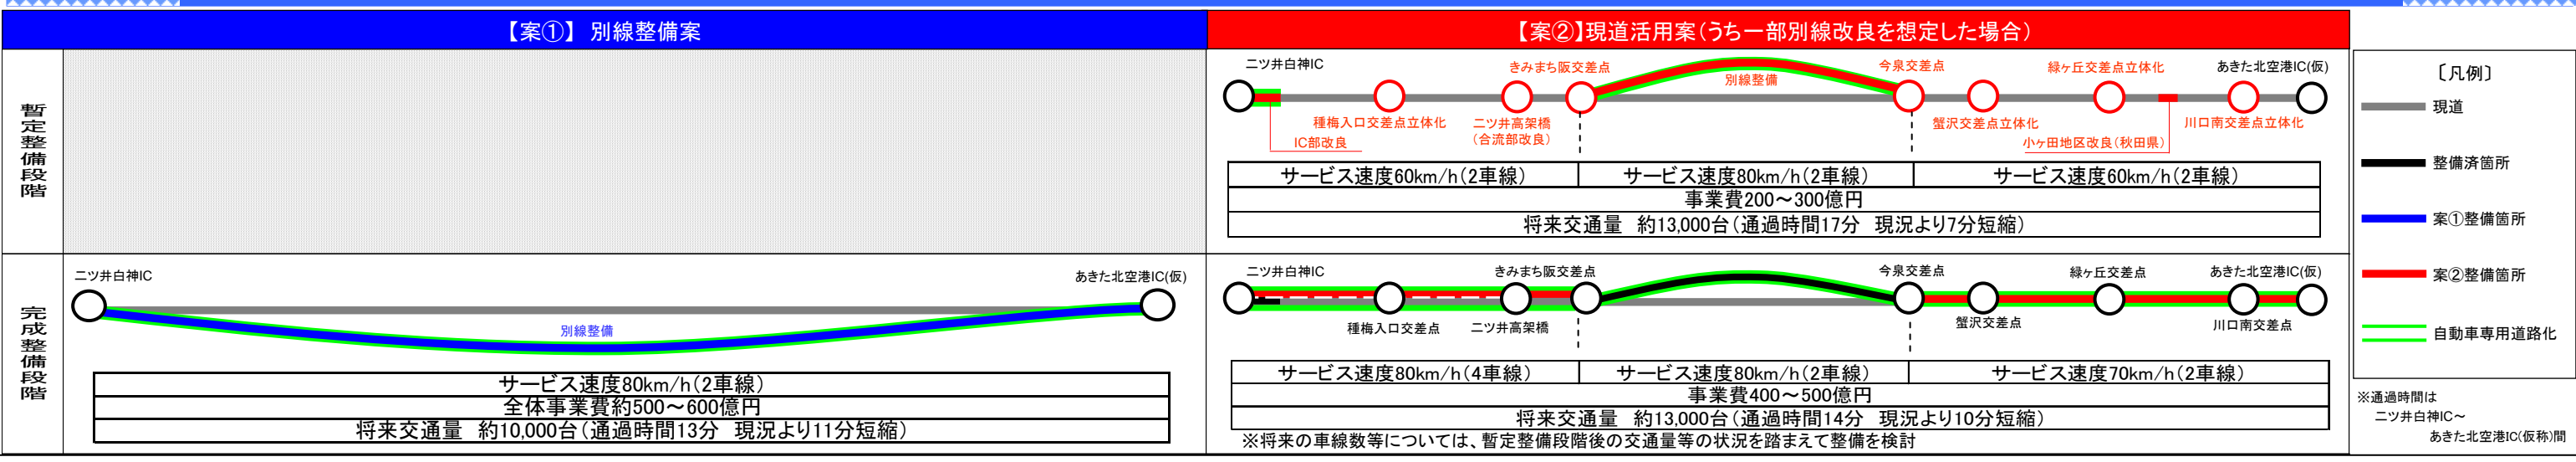 【案①】 別線整備案
【案②】現道活用案(うち一部別線改良を想定した場合)
暫定整備段階
二ツ井白神IC
きみまち阪交差点
別線整備
今泉交差点
緑ヶ丘交差点立体化
あきた北空港IC(仮)
種梅入口交差点立体化
二ツ井高架橋
(合流部改良)
蟹沢交差点立体化
川口南交差点立体化
IC部改良
小ヶ田地区改良(秋田県)
サービス速度60km/h(2車線)
サービス速度80km/h(2車線)
サービス速度60km/h(2車線)
事業費200～300億円
将来交通量 約13,000台(通過時間17分 現況より7分短縮)
完成整備段階
二ツ井白神IC
あきた北空港IC(仮)
別線整備
サービス速度80km/h(2車線)
全体事業費約500～600億円
将来交通量 約10,000台(通過時間13分 現況より11分短縮)
二ツ井白神IC
きみまち阪交差点
今泉交差点
緑ヶ丘交差点
あきた北空港IC(仮)
種梅入口交差点
二ツ井高架橋
蟹沢交差点
川口南交差点
サービス速度80km/h(4車線)
サービス速度80km/h(2車線)
サービス速度70km/h(2車線)
事業費400～500億円
将来交通量 約13,000台(通過時間14分 現況より10分短縮)
※将来の車線数等については、暫定整備段階後の交通量等の状況を踏まえて整備を検討
〔凡例〕
現道
整備済箇所
案①整備箇所
案②整備箇所
自動車専用道路化
※通過時間は
二ツ井白神IC～
あきた北空港IC(仮称)間